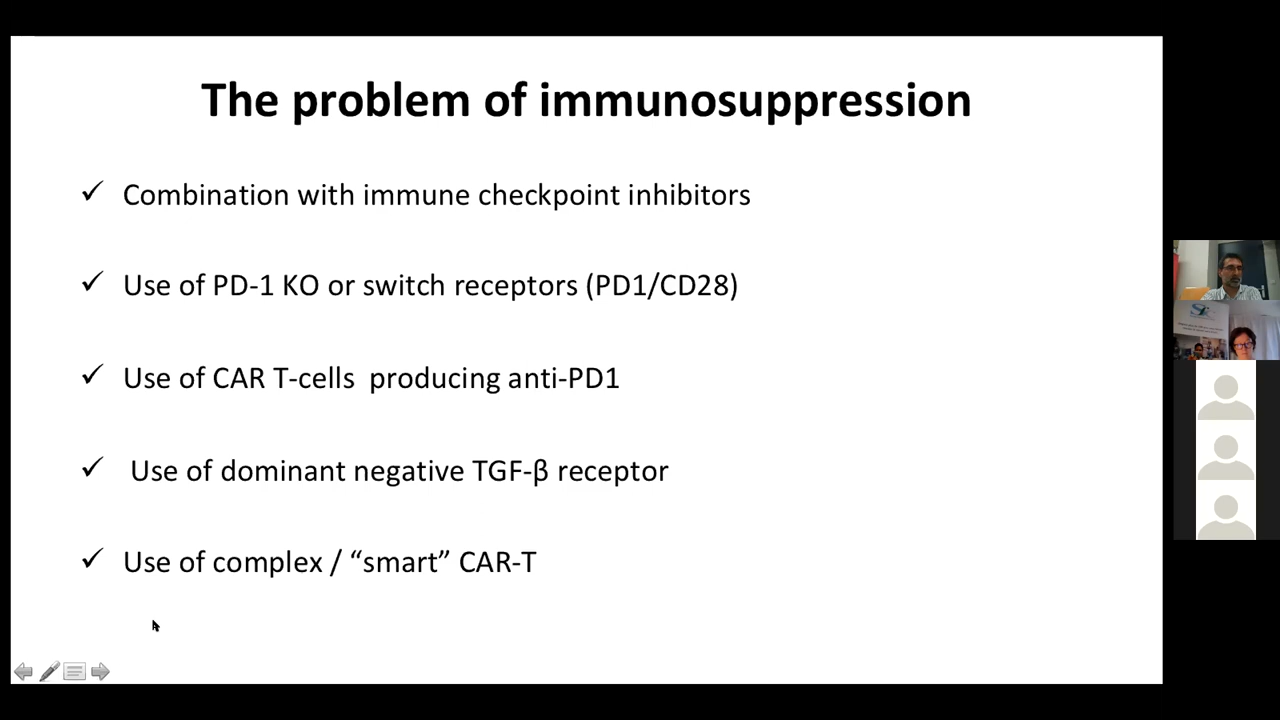 The problem of immunosuppression
✓ Combination with immune checkpoint inhibitors
✓ Use of PD-1 KO or switch receptors (PD1/CD28)
✓ Use of CAR T-cells producing anti-PD1
✓ Use of dominant negative TGF-β receptor
✓ Use of complex / “smart” CAR-T